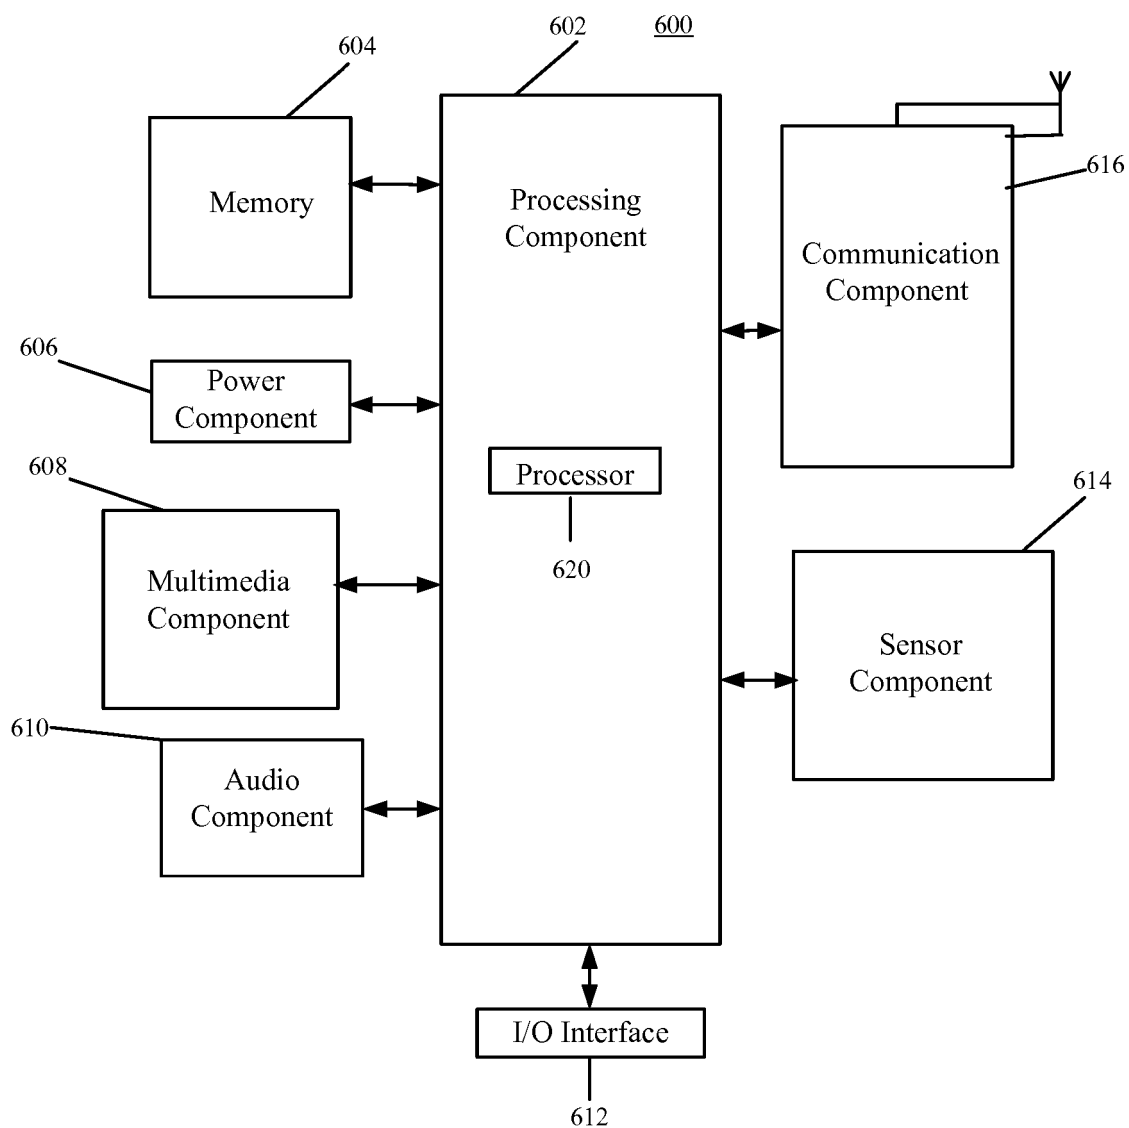 602
600
604
616
Memory
Processing
Component
Communication
Component
606
Power
Component
608
Processor
614
620
Multimedia
Component
Sensor
Component
610
Audio
Component
I/O Interface
612